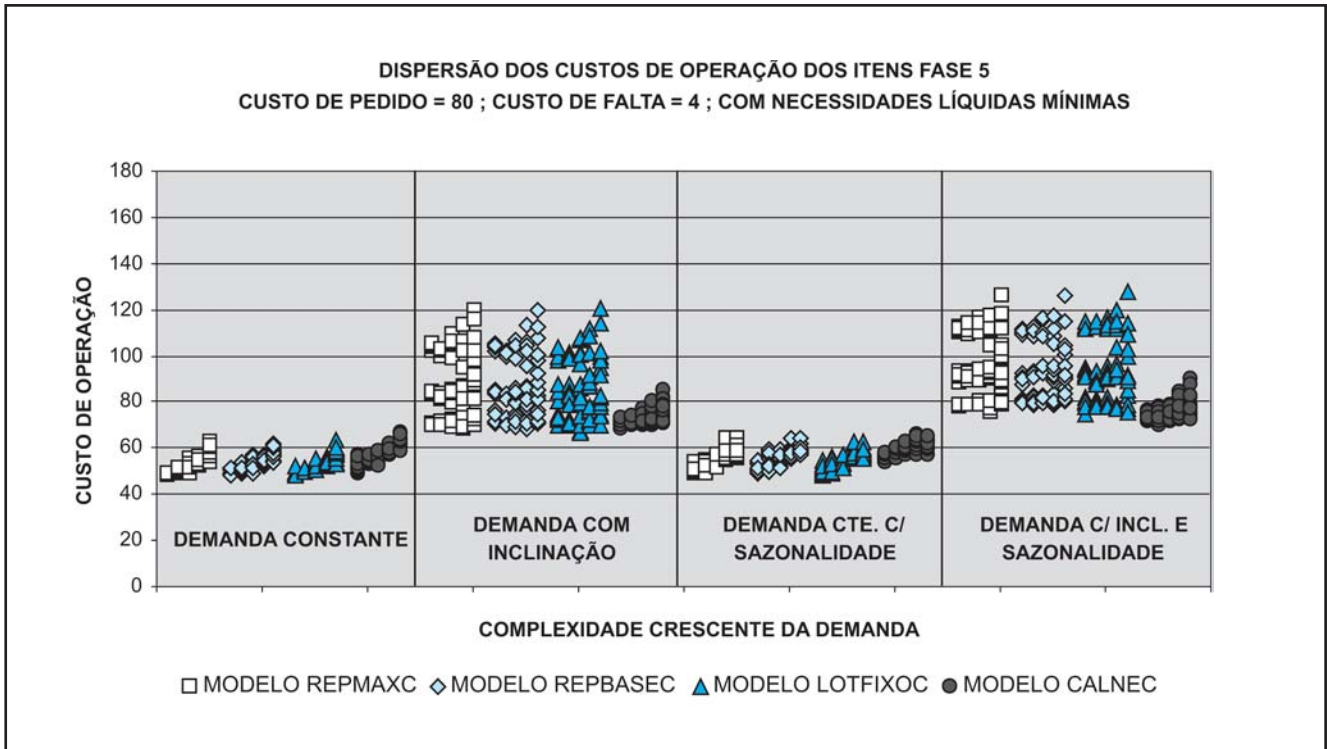 DISPERSÃO DOS CUSTOS DE OPERAÇÃO DOS ITENS FASE 5
CUSTO DE PEDIDO = 80 ; CUSTO DE FALTA = 4 ; COM NECESSIDADES LÍQUIDAS MÍNIMAS
CUSTO DE OPERAÇÃO
180
160
140
120
100
80
60
40
20
0
DEMANDA CONSTANTE
DEMANDA COM
INCLINAÇÃO
DEMANDA CTE. C/
SAZONALIDADE
DEMANDA C/ INCL. E
SAZONALIDADE
COMPLEXIDADE CRESCENTE DA DEMANDA
MODELO REPMAXC
MODELO REPBASEC
MODELO LOTFIXOC
MODELO CALNEC